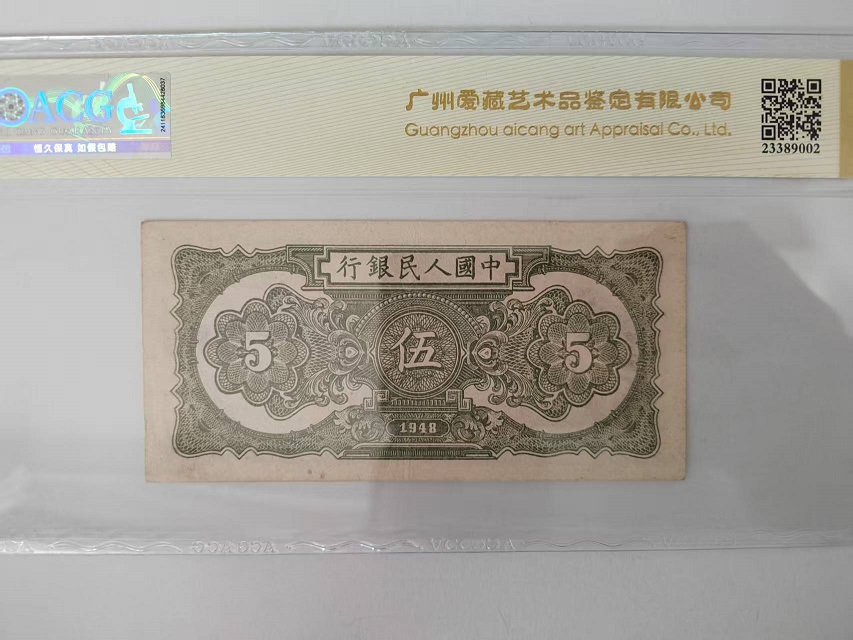 ACG
2411836954428037
恒久保真 如假包赔
广州爱藏艺术品鉴定有限公司
Guangzhou aicang art Appraisal Co., Ltd.
23389002
行銀民人國中
5
伍
5
1948